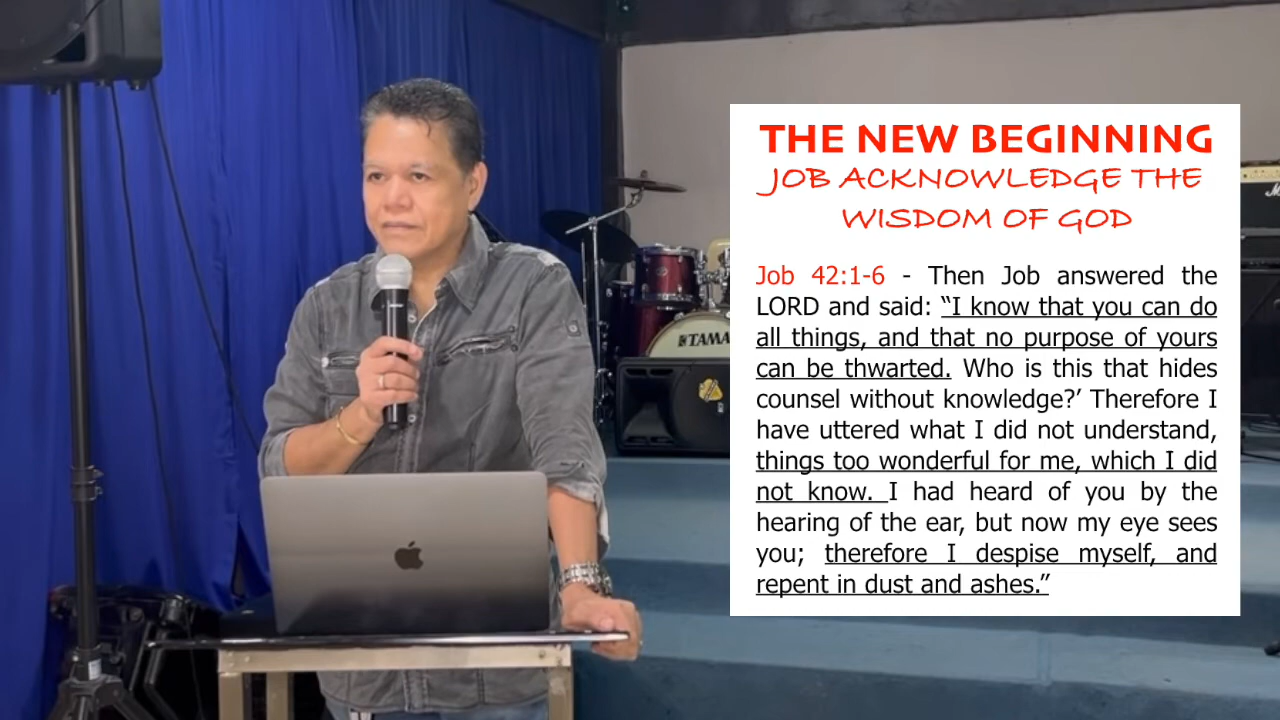 THE NEW BEGINNING
JOB ACKNOWLEDGE THE
WISDOM OF GOD
Job 42:1-6 - Then Job answered the
LORD and said: “I know that you can do
all things, and that no purpose of yours
can be thwarted. Who is this that hides
counsel without knowledge?’ Therefore I
have uttered what I did not understand,
things too wonderful for me, which I did
not know. I had heard of you by the
hearing of the ear, but now my eye sees
you; therefore I despise myself, and
repent in dust and ashes.”
TAMA